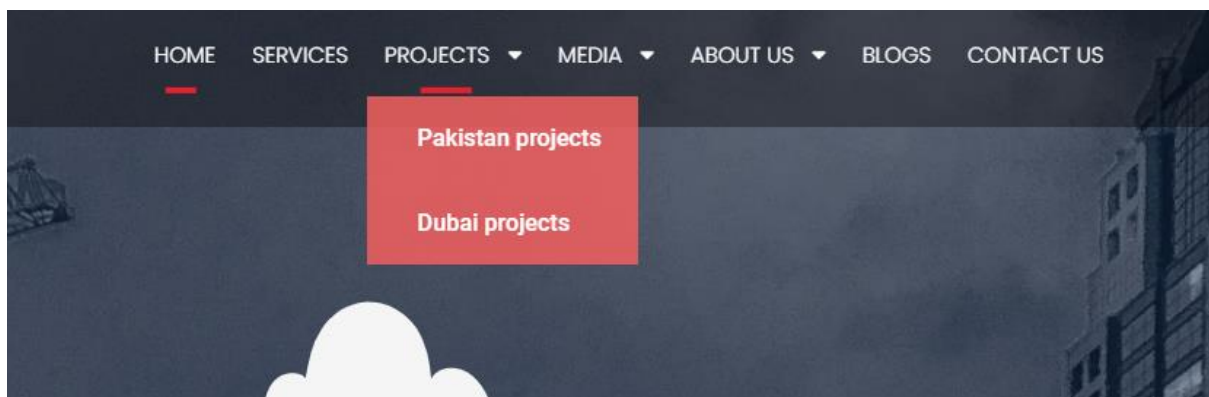 HOME SERVICES PROJECTS MEDIA ABOUT US BLOGS CONTACT US
Pakistan projects
Dubai projects